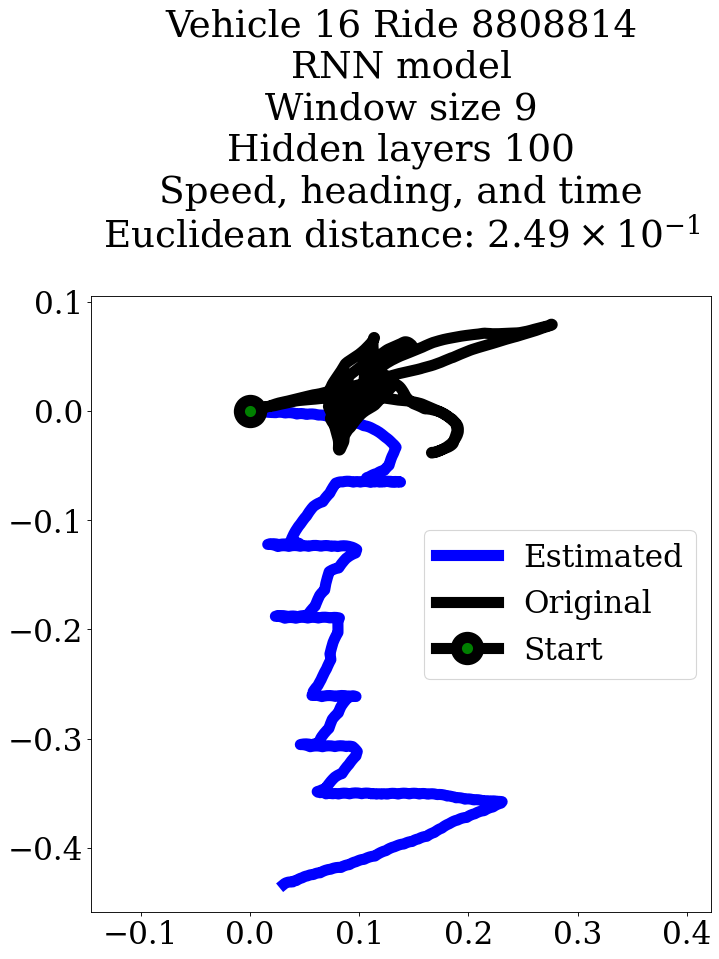 Vehicle 16 Ride 8808814
RNN model
Window size 9
Hidden layers 100
Speed, heading, and time
Euclidean distance: 2.49 × 10⁻¹
0.1
0.0
−0.1
−0.2
−0.3
−0.4
Estimated
Original
Start
−0.1 0.0 0.1 0.2 0.3 0.4